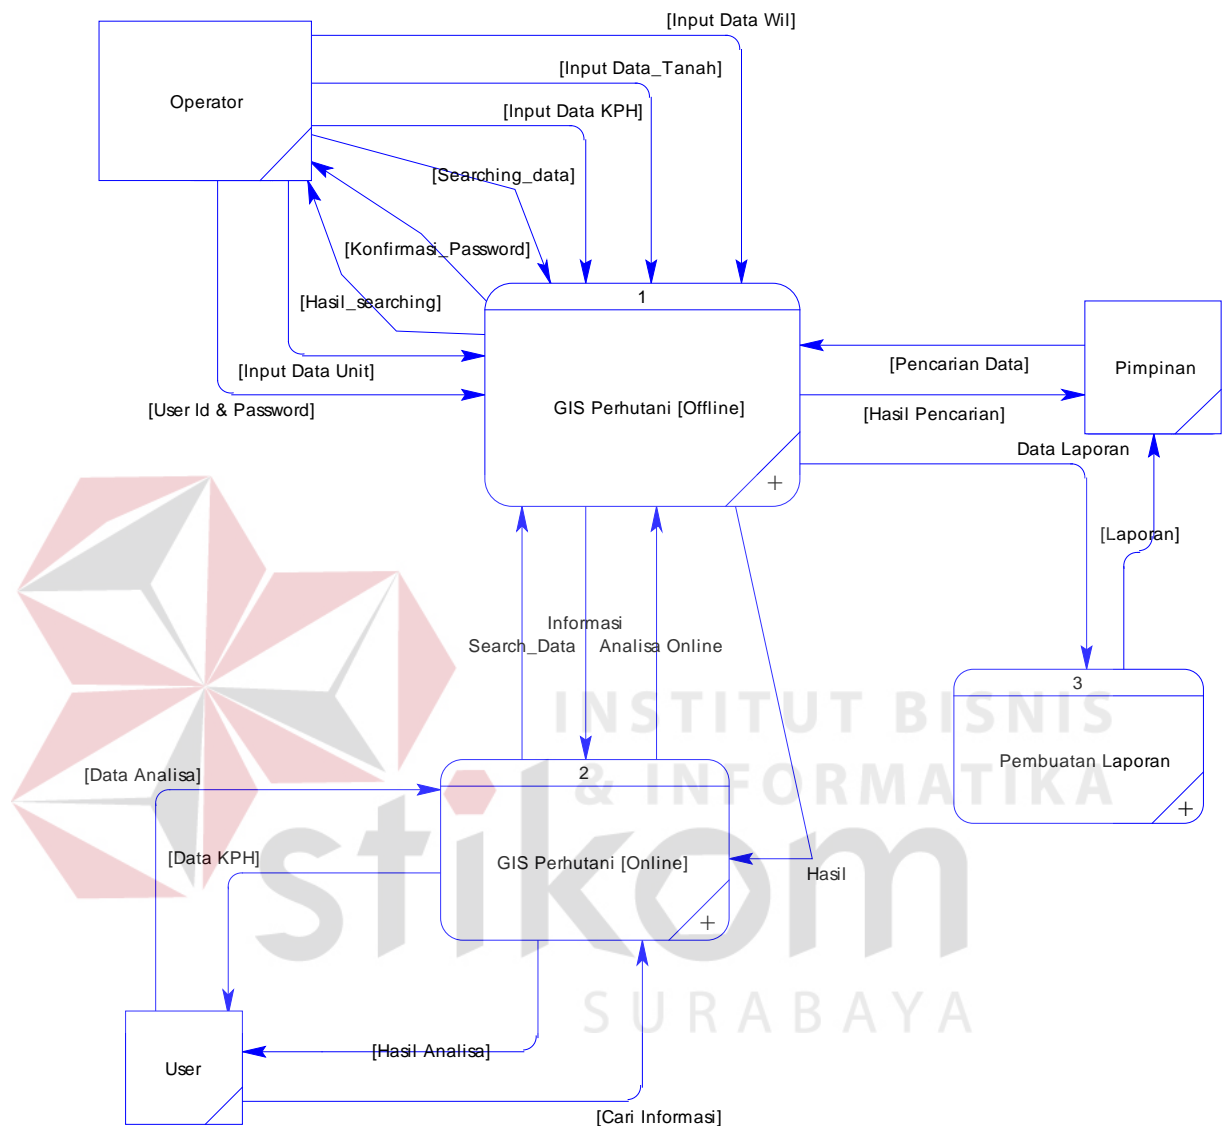 [Input Data Wil]
[Input Data_Tanah]
Operator
[Input Data KPH]
[Searching_data]
[Konfirmasi_Password]
[Hasil_searching]
1
[Input Data Unit]
[User Id & Password]
GIS Perhutani [Offline]
+
[Pencarian Data]
Pimpinan
[Hasil Pencarian]
Data Laporan
[Laporan]
Informasi
Search_Data
Analisa Online
3
Pembuatan Laporan
+
INSTITUT BISNIS
& INFORMATIKA
stikom
SURABAYA
2
[Data Analisa]
GIS Perhutani [Online]
+
[Data KPH]
Hasil
User
[Hasil Analisa]
[Cari Informasi]